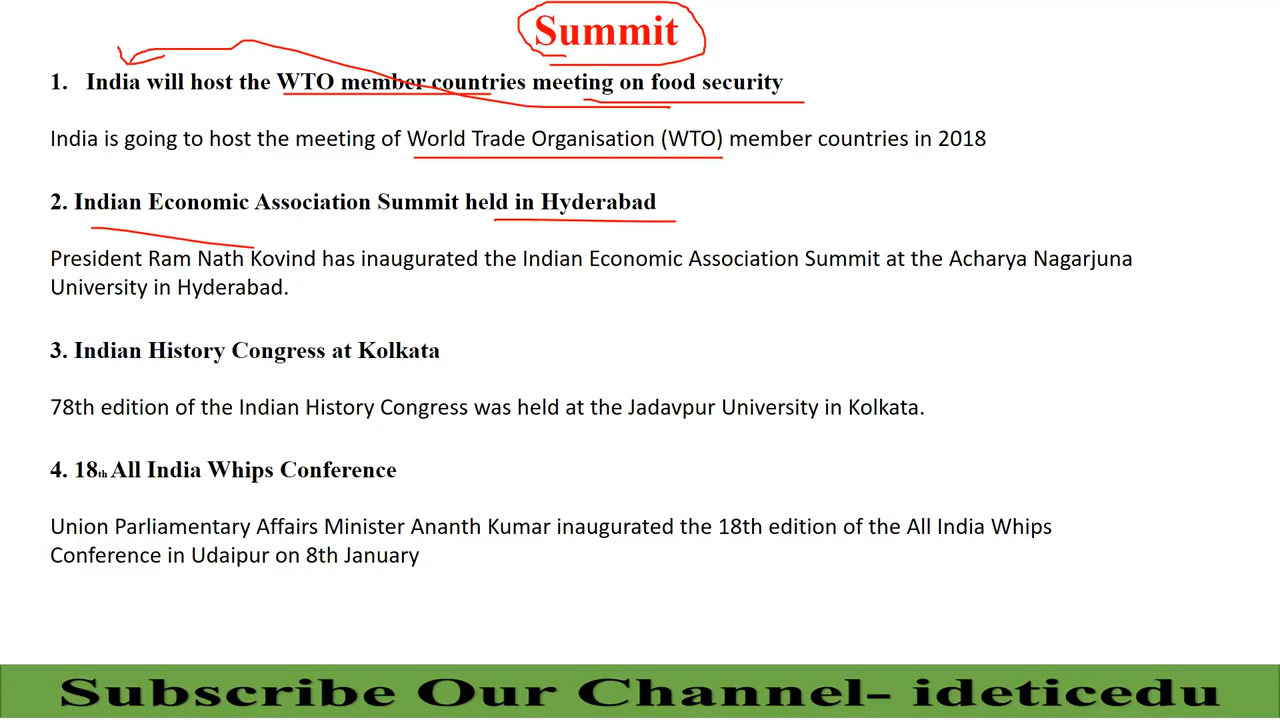 Summit
1. India will host the WTO member countries meeting on food security
India is going to host the meeting of World Trade Organisation (WTO) member countries in 2018
2. Indian Economic Association Summit held in Hyderabad
President Ram Nath Kovind has inaugurated the Indian Economic Association Summit at the Acharya Nagarjuna
University in Hyderabad.
3. Indian History Congress at Kolkata
78th edition of the Indian History Congress was held at the Jadavpur University in Kolkata.
4. 18th All India Whips Conference
Union Parliamentary Affairs Minister Ananth Kumar inaugurated the 18th edition of the All India Whips
Conference in Udaipur on 8th January
Subscribe Our Channel- ideticedu